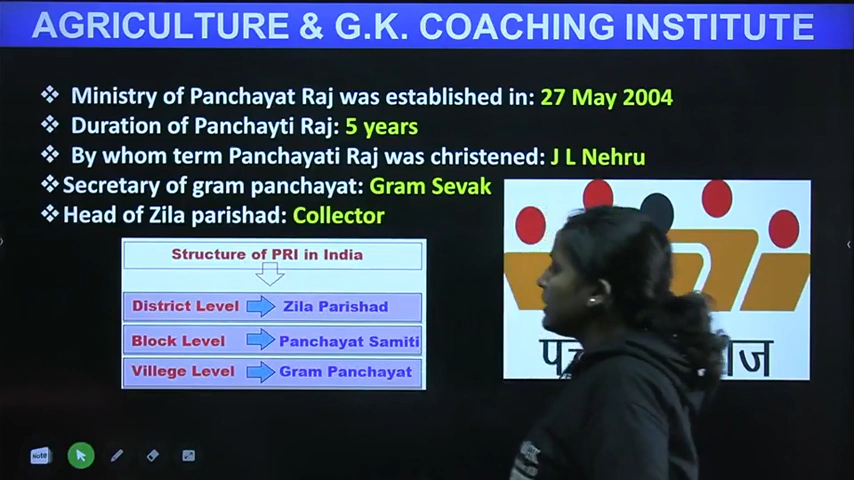 AGRICULTURE & G.K. COACHING INSTITUTE
❖ Ministry of Panchayat Raj was established in: 27 May 2004
❖ Duration of Panchayti Raj: 5 years
❖ By whom term Panchayati Raj was christened: J L Nehru
❖ Secretary of gram panchayat: Gram Sevak
❖ Head of Zila parishad: Collector
Structure of PRI in India
District Level Zila Parishad
Block Level Panchayat Samiti
Villege Level Gram Panchayat
Note